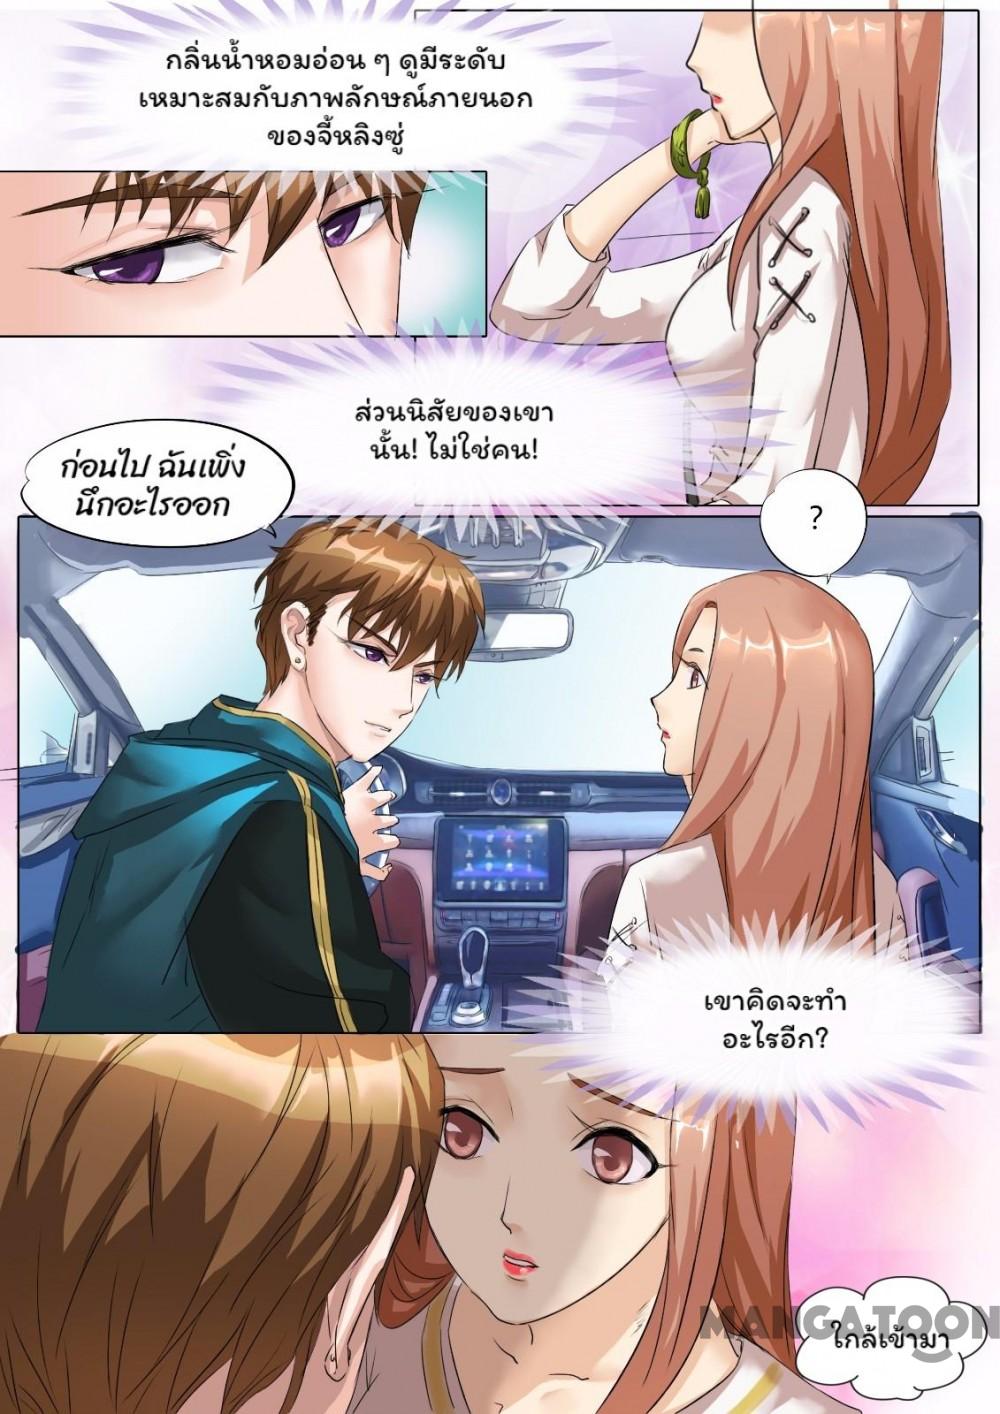 กลิ่นน้ำหอมอ่อน ๆ ดูมีระดับ
เหมาะสมกับภาพลักษณ์ภายนอก
ของจี้หลิงซู่
ส่วนนิสัยของเขา
นั้น! ไม่ใช่คน!
ก่อนไป ฉันเพิ่ง
นึกอะไรออก
?
เขาคิดจะทำ
อะไรอีก?
ใกล้เข้ามา
MANGATOON